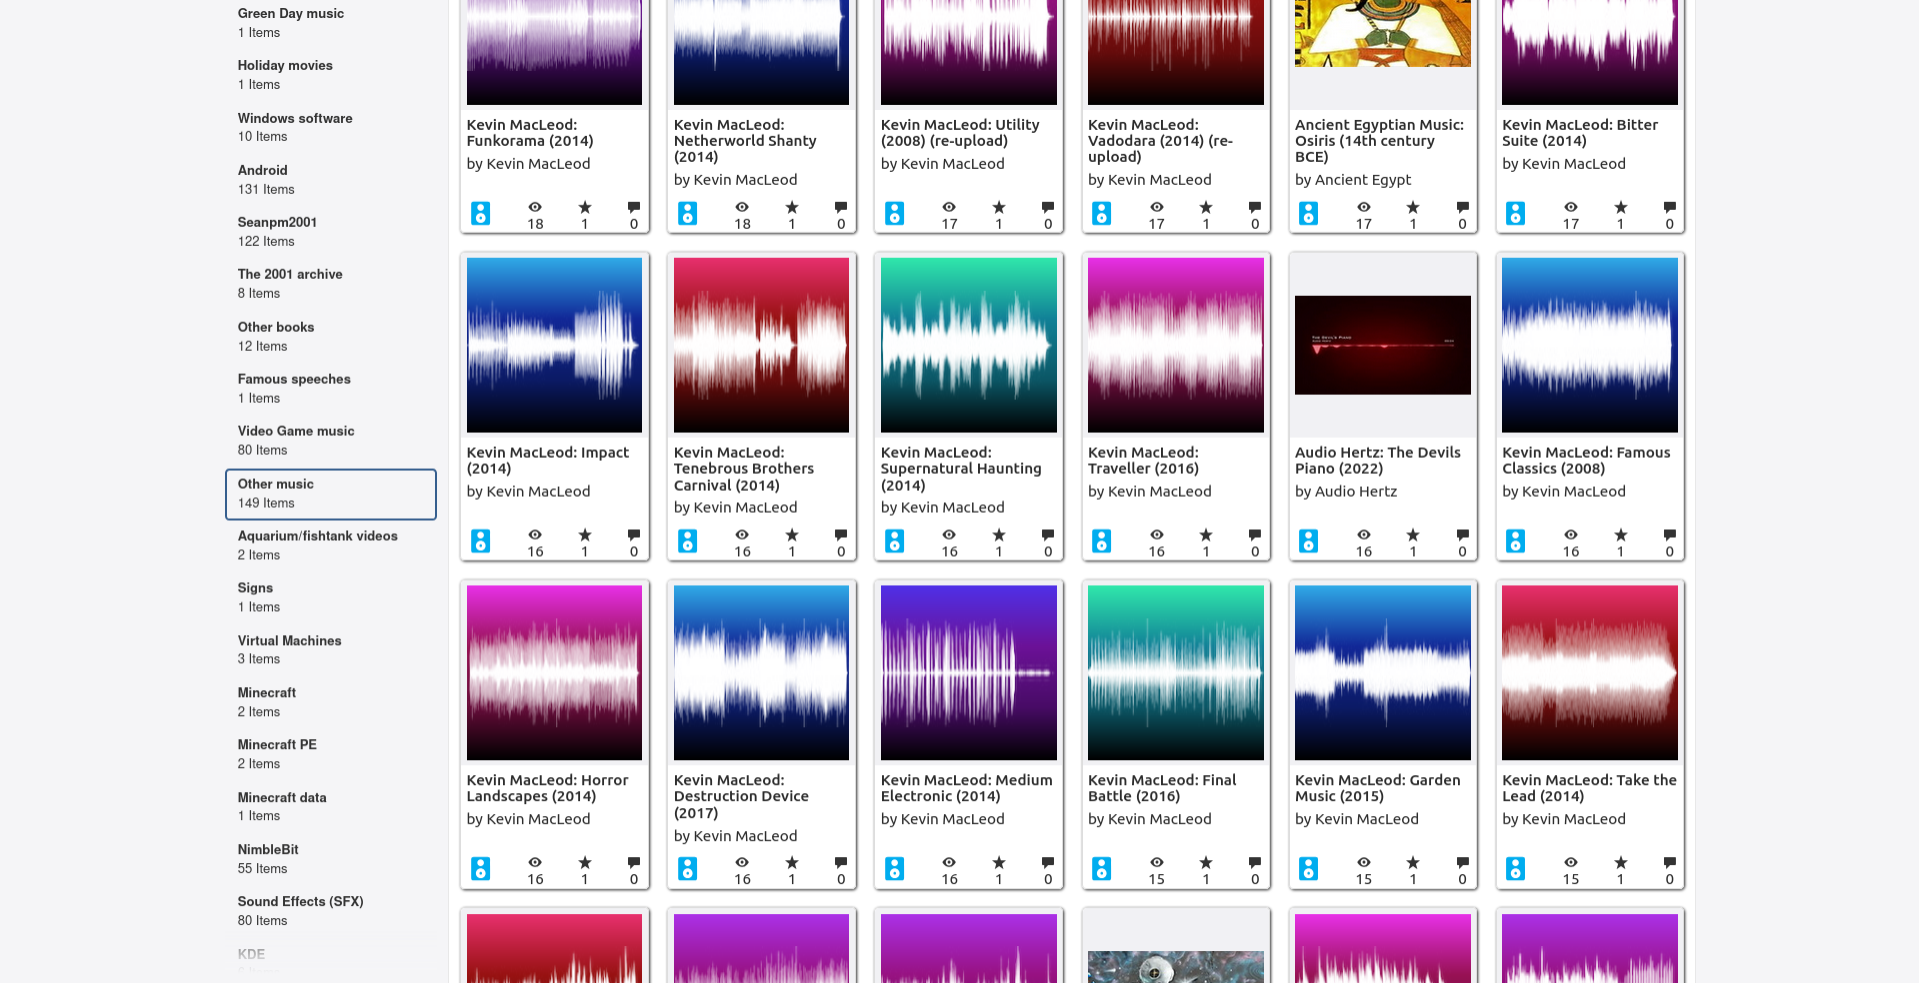 Green Day music
1 Items
Holiday movies
1 Items
Windows software
10 Items
Android
131 Items
Seanpm2001
122 Items
The 2001 archive
8 Items
Other books
12 Items
Famous speeches
1 Items
Video Game music
80 Items
Other music
149 Items
Aquarium/fishtank videos
2 Items
Signs
1 Items
Virtual Machines
3 Items
Minecraft
2 Items
Minecraft PE
2 Items
Minecraft data
1 Items
NimbleBit
55 Items
Sound Effects (SFX)
80 Items
KDE
Kevin MacLeod:
Funkorama (2014)
by Kevin MacLeod
18 1 0
Kevin MacLeod:
Netherworld Shanty
(2014)
by Kevin MacLeod
18 1 0
Kevin MacLeod: Utility
(2008) (re-upload)
by Kevin MacLeod
17 1 0
Kevin MacLeod:
Vadodara (2014) (re-
upload)
by Kevin MacLeod
17 1 0
Ancient Egyptian Music:
Osiris (14th century
BCE)
by Ancient Egypt
17 1 0
Kevin MacLeod: Bitter
Suite (2014)
by Kevin MacLeod
17 1 0
Kevin MacLeod: Impact
(2014)
by Kevin MacLeod
16 1 0
Kevin MacLeod:
Tenebrous Brothers
Carnival (2014)
by Kevin MacLeod
16 1 0
Kevin MacLeod:
Supernatural Haunting
(2014)
by Kevin MacLeod
16 1 0
Kevin MacLeod:
Traveller (2016)
by Kevin MacLeod
16 1 0
The Devil's Piano
Audio Hertz: The Devils
Piano (2022)
by Audio Hertz
16 1 0
Kevin MacLeod: Famous
Classics (2008)
by Kevin MacLeod
16 1 0
Kevin MacLeod: Horror
Landscapes (2014)
by Kevin MacLeod
16 1 0
Kevin MacLeod:
Destruction Device
(2017)
by Kevin MacLeod
16 1 0
Kevin MacLeod: Medium
Electronic (2014)
by Kevin MacLeod
16 1 0
Kevin MacLeod: Final
Battle (2016)
by Kevin MacLeod
15 1 0
Kevin MacLeod: Garden
Music (2015)
by Kevin MacLeod
15 1 0
Kevin MacLeod: Take the
Lead (2014)
by Kevin MacLeod
15 1 0